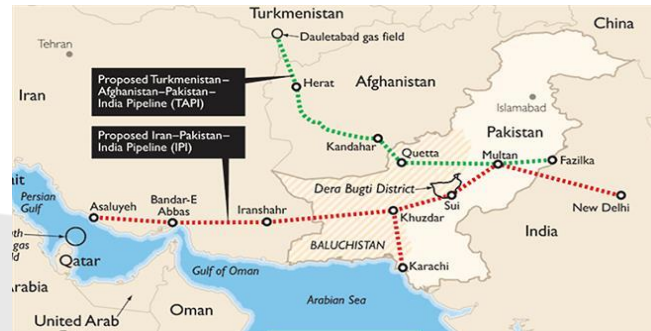 Turkmenistan
China
Tehran
Dauletabad gas field
Proposed Turkmenistan–
Afghanistan–Pakistan–
India Pipeline (TAPI)
Herat
Afghanistan
Iran
Islamabad
Proposed Iran–Pakistan–
India Pipeline (IPI)
Pakistan
Kandahar
Quetta
Multan
Fazilka
Dera Bugti District
Persian
Gulf
Asaluyeh
Bandar-E
Abbas
Iranshahr
Sui
Khuzdar
New Delhi
BALUCHISTAN
India
gas
Qatar
Gulf of Oman
Karachi
Arabian Sea
Oman
United Arab